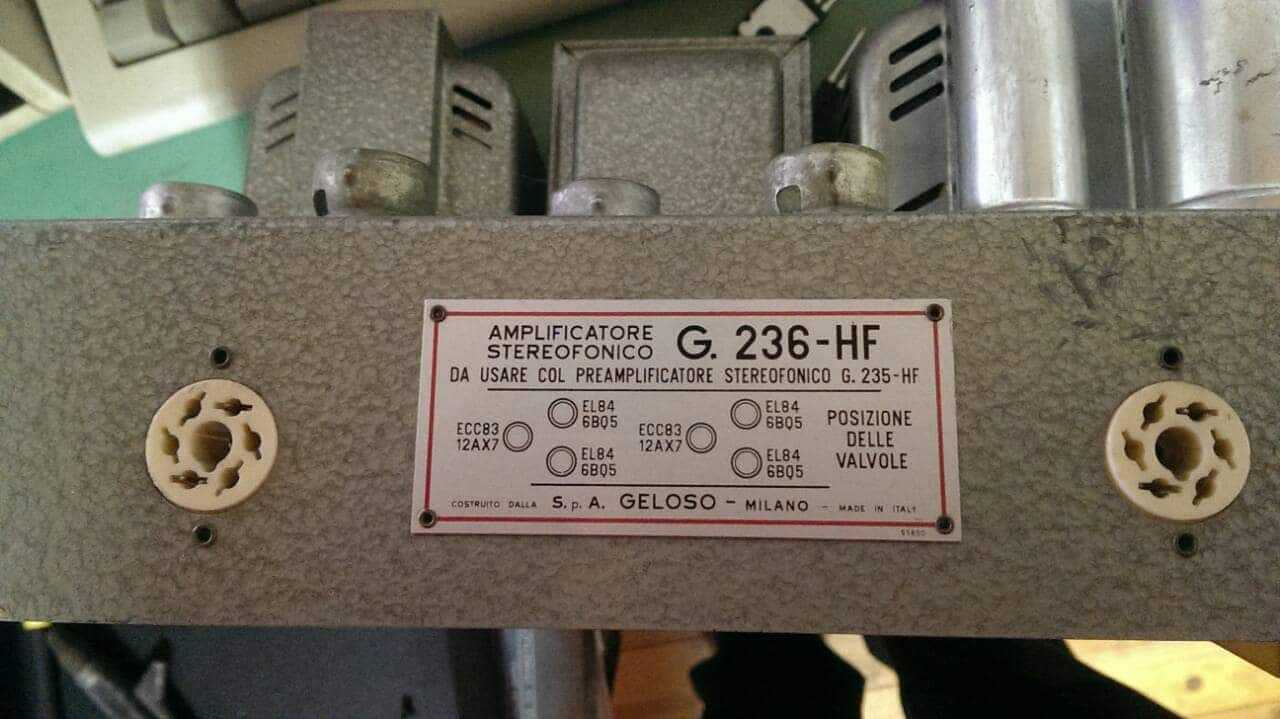 AMPLIFICATORE
STEREOFONICO G. 236-HF
DA USARE COL PREAMPLIFICATORE STEREOFONICO G. 235-HF
ECC83
12AX7
EL84
6BQ5
EL84
6BQ5
ECC83
12AX7
EL84
6BQ5
EL84
6BQ5
POSIZIONE
DELLE
VALVOLE
COSTRUITO DALLA S.p.A. GELOSO - MILANO - MADE IN ITALY